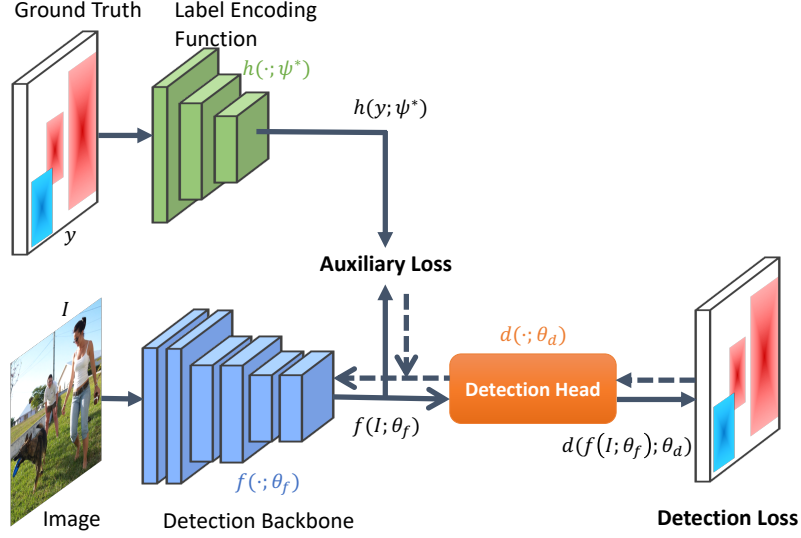 Ground Truth
Label Encoding
Function
h(·; ψ*)
h(y; ψ*)
y
Auxiliary Loss
I
d(·; θ_d)
Detection Head
f(I; θ_f)
d(f(I; θ_f); θ_d)
f(·; θ_f)
Image
Detection Backbone
Detection Loss